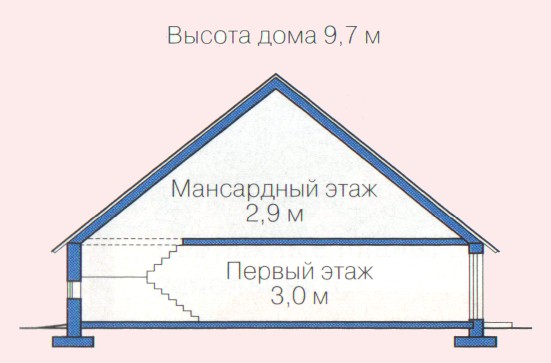 Высота дома 9,7 м
Мансардный этаж
2,9 м
Первый этаж
3,0 м